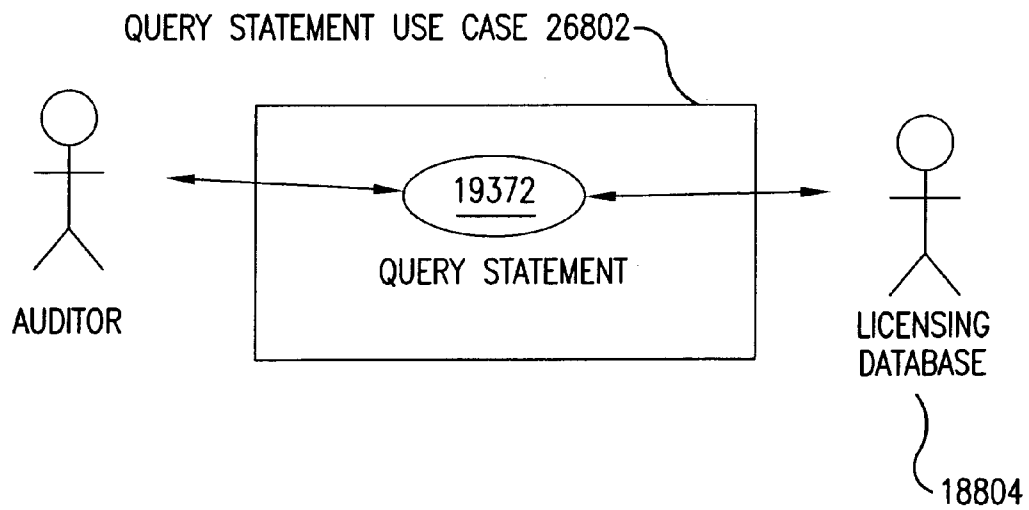 QUERY STATEMENT USE CASE 26802
19372
QUERY STATEMENT
AUDITOR
LICENSING
DATABASE
18804